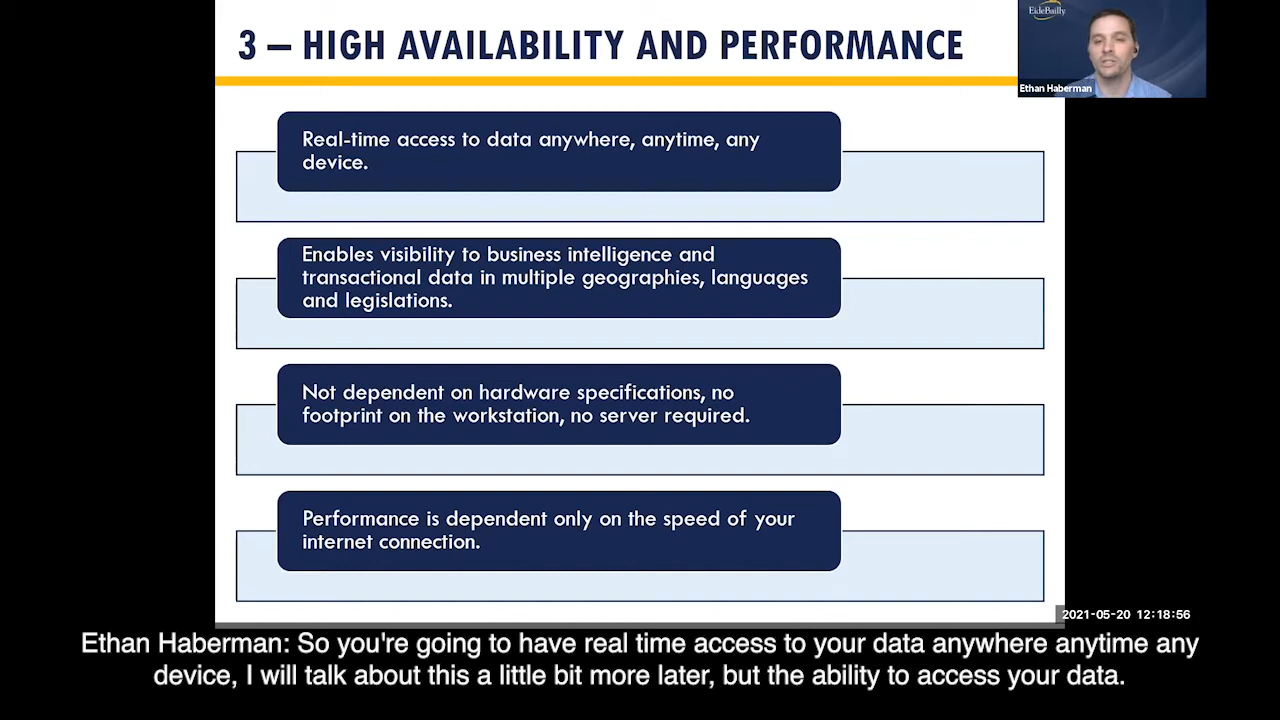 3 – HIGH AVAILABILITY AND PERFORMANCE
EideBailly
Ethan Haberman
Real-time access to data anywhere, anytime, any
device.
Enables visibility to business intelligence and
transactional data in multiple geographies, languages
and legislations.
Not dependent on hardware specifications, no
footprint on the workstation, no server required.
Performance is dependent only on the speed of your
internet connection.
2021-05-20 12:18:56
Ethan Haberman: So you're going to have real time access to your data anywhere anytime any
device, I will talk about this a little bit more later, but the ability to access your data.